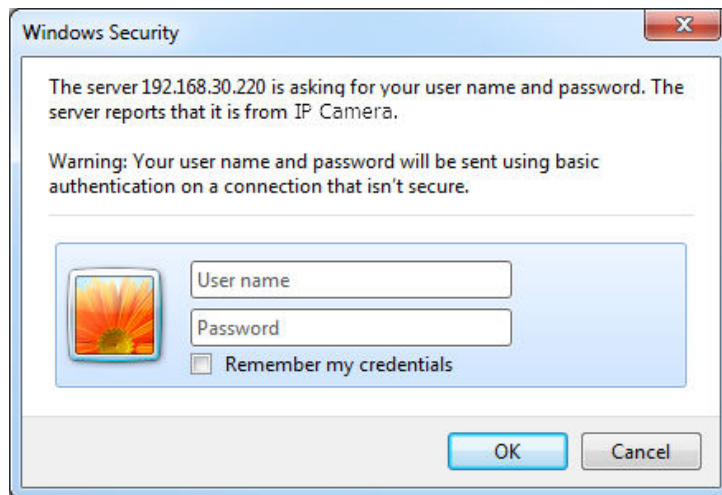 Windows Security
The server 192.168.30.220 is asking for your user name and password. The
server reports that it is from IP Camera.
Warning: Your user name and password will be sent using basic
authentication on a connection that isn't secure.
User name
Password
Remember my credentials
OK
Cancel